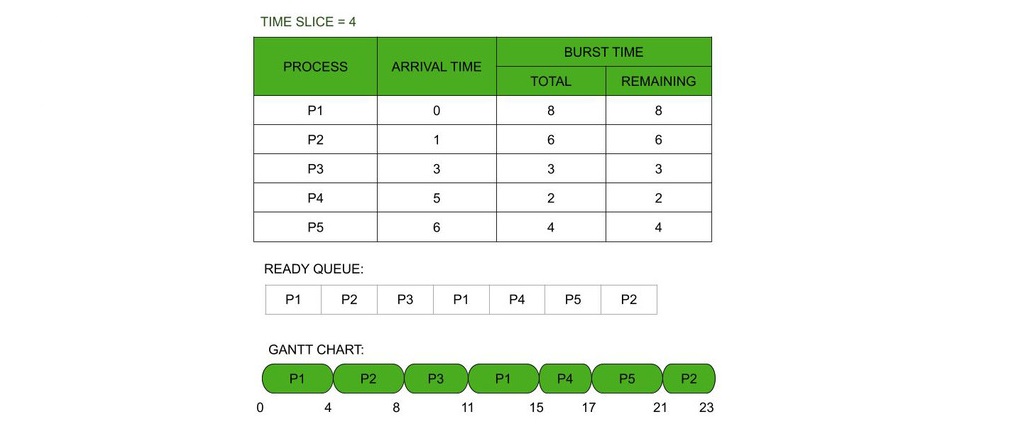 TIME SLICE = 4
PROCESS ARRIVAL TIME BURST TIME
TOTAL REMAINING
P1 0 8 8
P2 1 6 6
P3 3 3 3
P4 5 2 2
P5 6 4 4
READY QUEUE:
P1 P2 P3 P1 P4 P5 P2
GANTT CHART:
P1 P2 P3 P1 P4 P5 P2
0 4 8 11 15 17 21 23